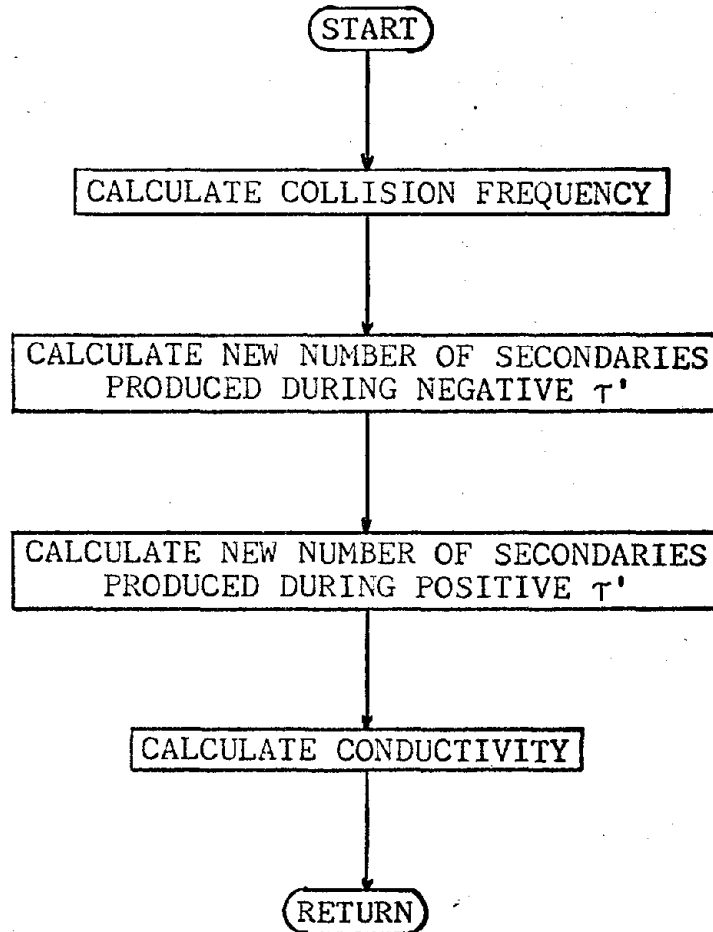 START
CALCULATE COLLISION FREQUENCY
CALCULATE NEW NUMBER OF SECONDARIES
PRODUCED DURING NEGATIVE τ'
CALCULATE NEW NUMBER OF SECONDARIES
PRODUCED DURING POSITIVE τ'
CALCULATE CONDUCTIVITY
RETURN